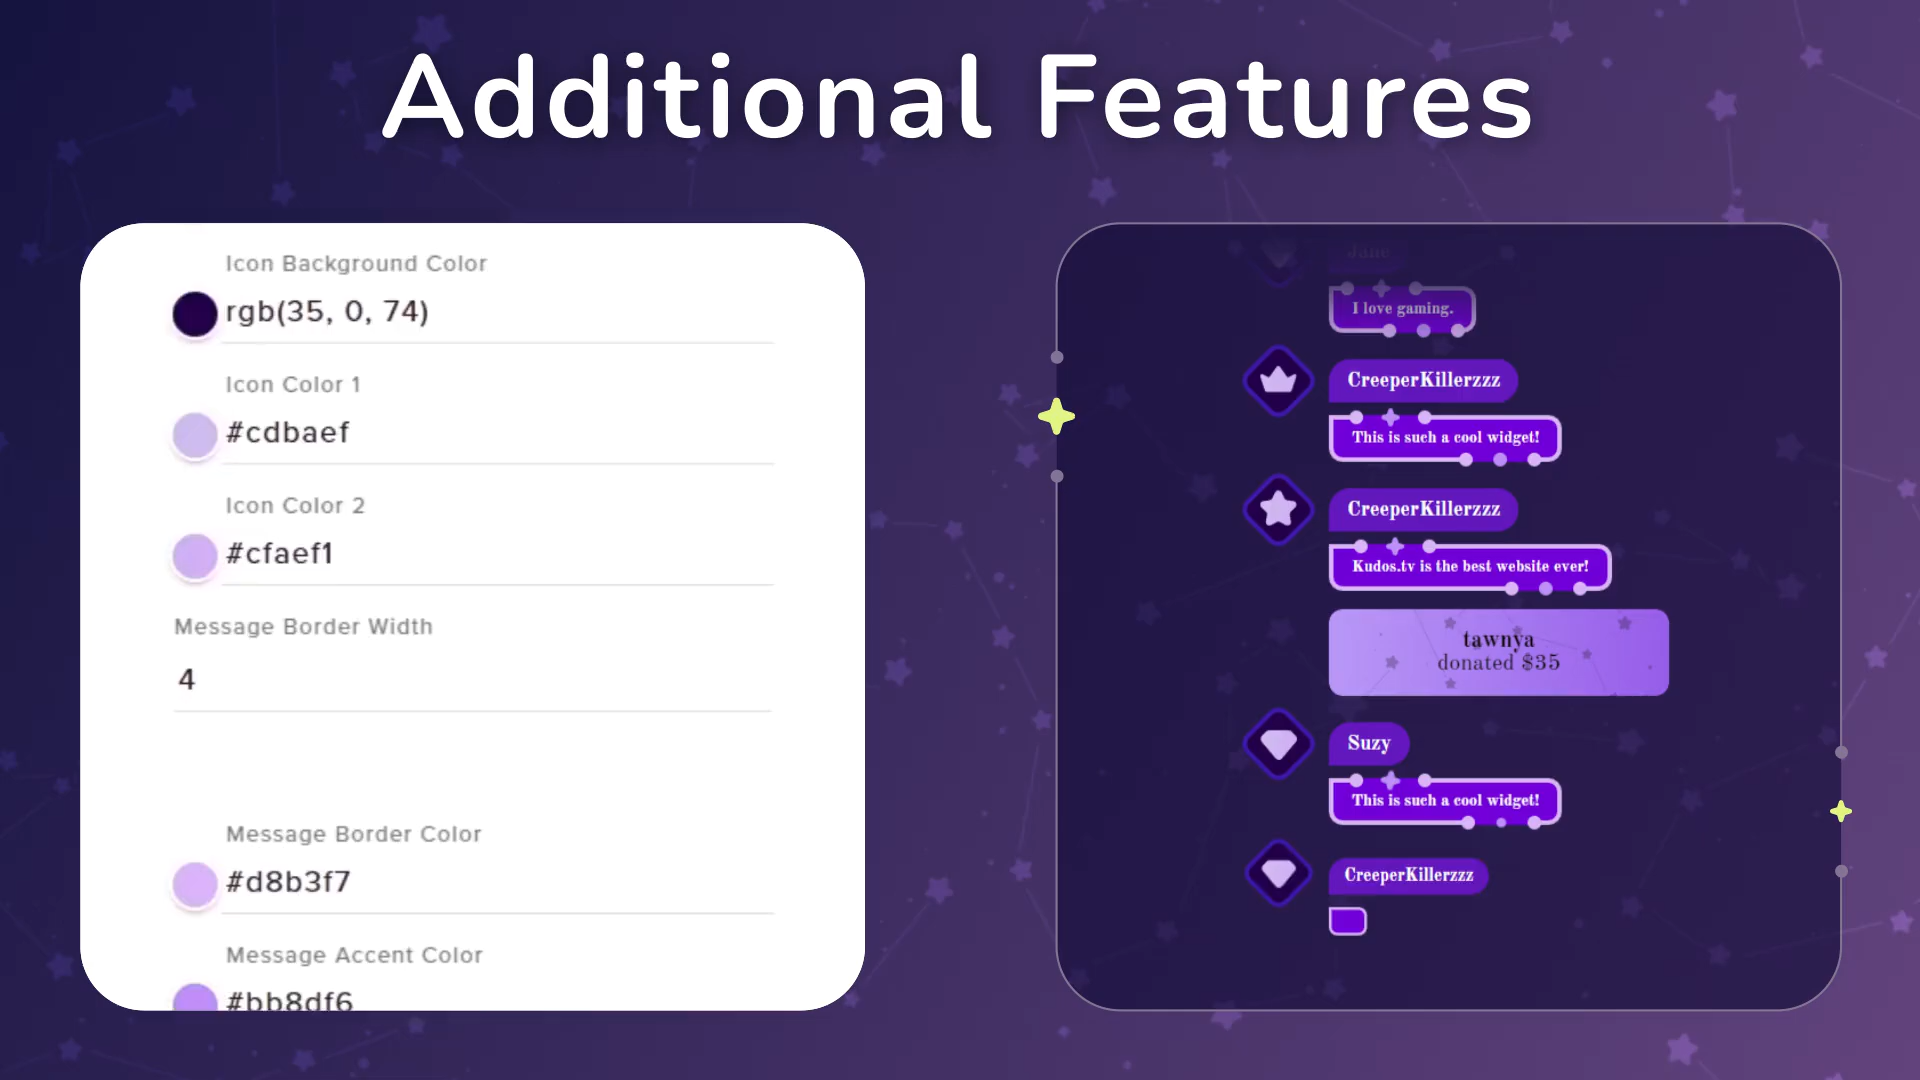 Additional Features
Icon Background Color
rgb(35, 0, 74)
Icon Color 1
#cdbaef
Icon Color 2
#cfaef1
Message Border Width
4
Message Border Color
#d8b3f7
Message Accent Color
#bb8df6
Jane
I love gaming.
CreeperKillerzzz
This is such a cool widget!
CreeperKillerzzz
Kudos.tv is the best website ever!
tawnya
donated $35
Suzy
This is such a cool widget!
CreeperKillerzzz